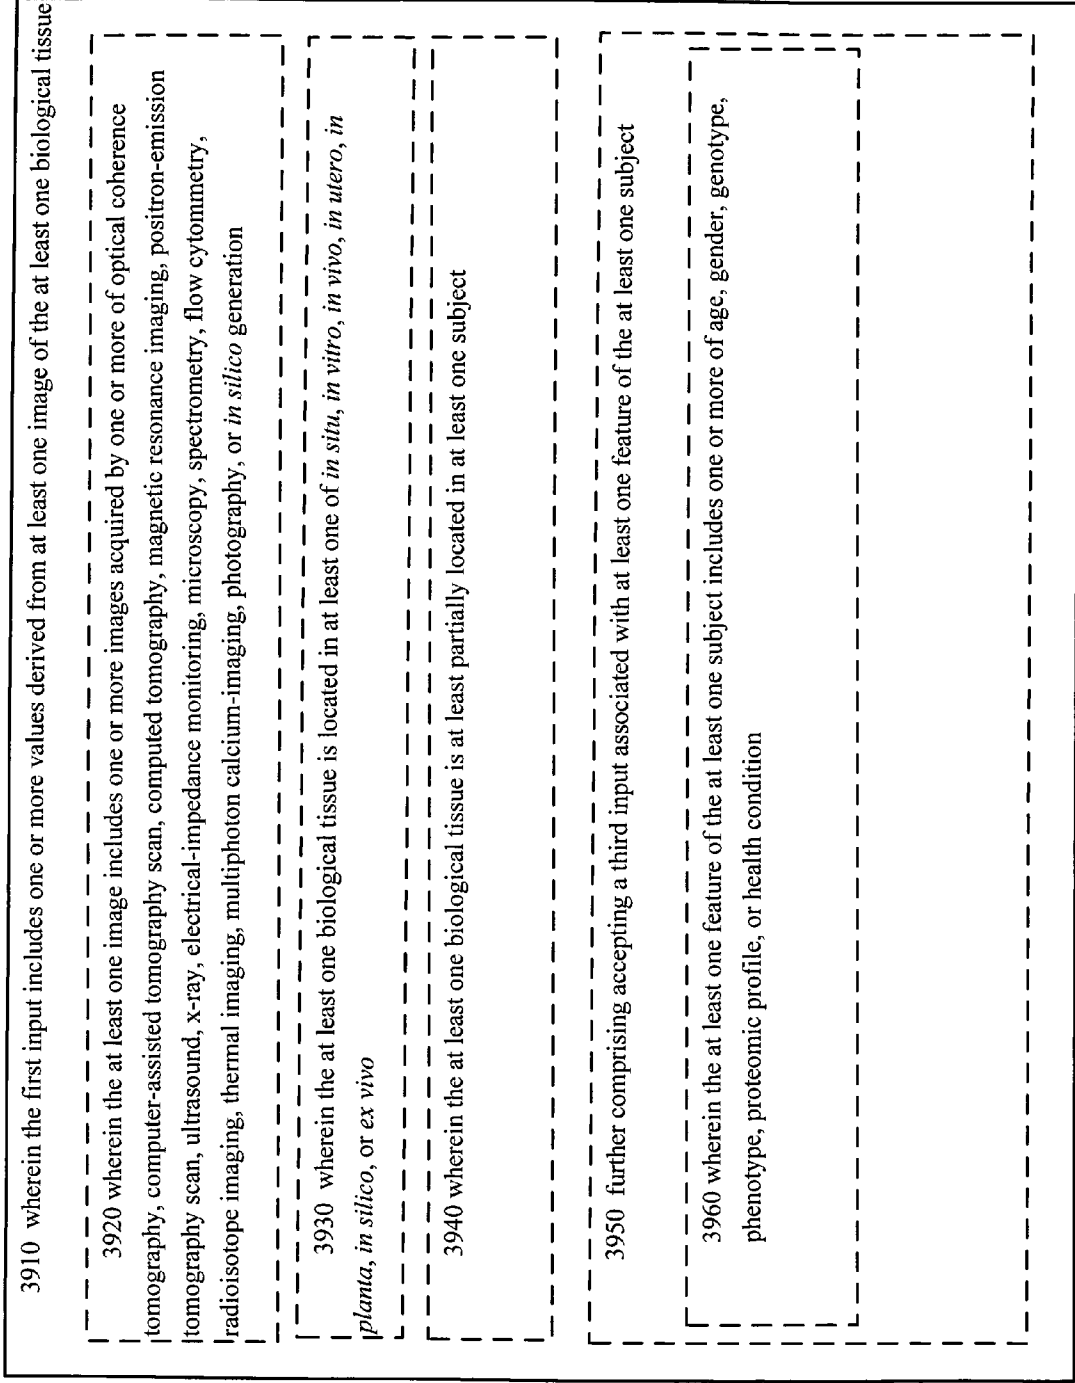 3910 wherein the first input includes one or more values derived from at least one image of the at least one biological tissue
3920 wherein the at least one image includes one or more images acquired by one or more of optical coherence
tomography, computer-assisted tomography scan, computed tomography, magnetic resonance imaging, positron-emission
tomography scan, ultrasound, x-ray, electrical-impedance monitoring, microscopy, spectrometry, flow cytommetry,
radioisotope imaging, thermal imaging, multiphoton calcium-imaging, photography, or in silico generation
3930 wherein the at least one biological tissue is located in at least one of in situ, in vitro, in vivo, in utero, in
planta, in silico, or ex vivo
3940 wherein the at least one biological tissue is at least partially located in at least one subject
3950 further comprising accepting a third input associated with at least one feature of the at least one subject
3960 wherein the at least one feature of the at least one subject includes one or more of age, gender, genotype,
phenotype, proteomic profile, or health condition